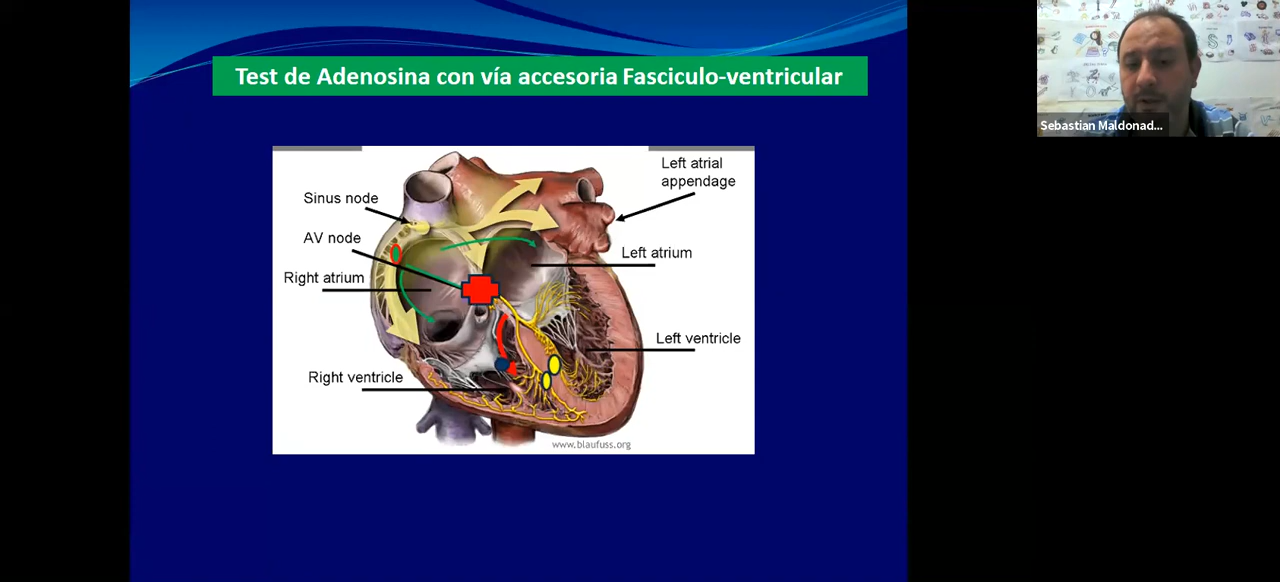 Test de Adenosina con vía accesoria Fasciculo-ventricular
Sebastian Maldonad...
Left atrial
appendage
Sinus node
AV node
Left atrium
Right atrium
Left ventricle
Right ventricle
www.blaufuss.org